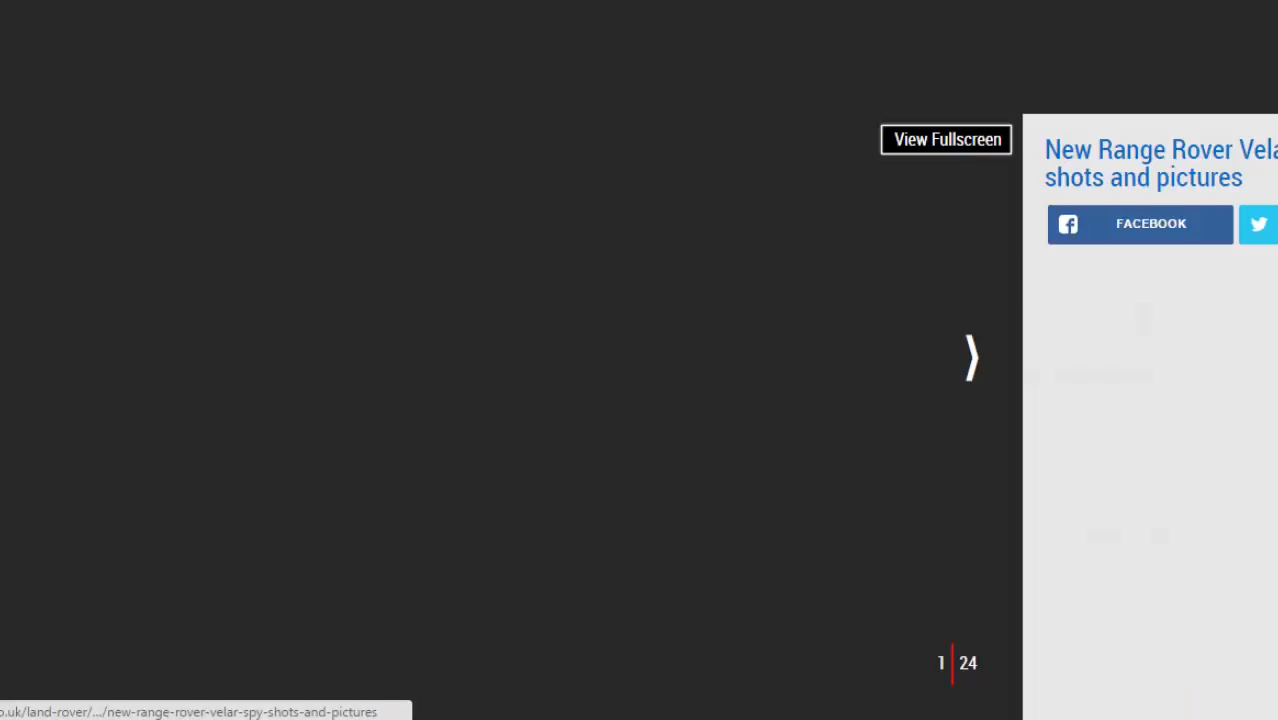 View Fullscreen
New Range Rover Vela
shots and pictures
FACEBOOK
1 24
o.uk/land-rover/.../new-range-rover-velar-spy-shots-and-pictures